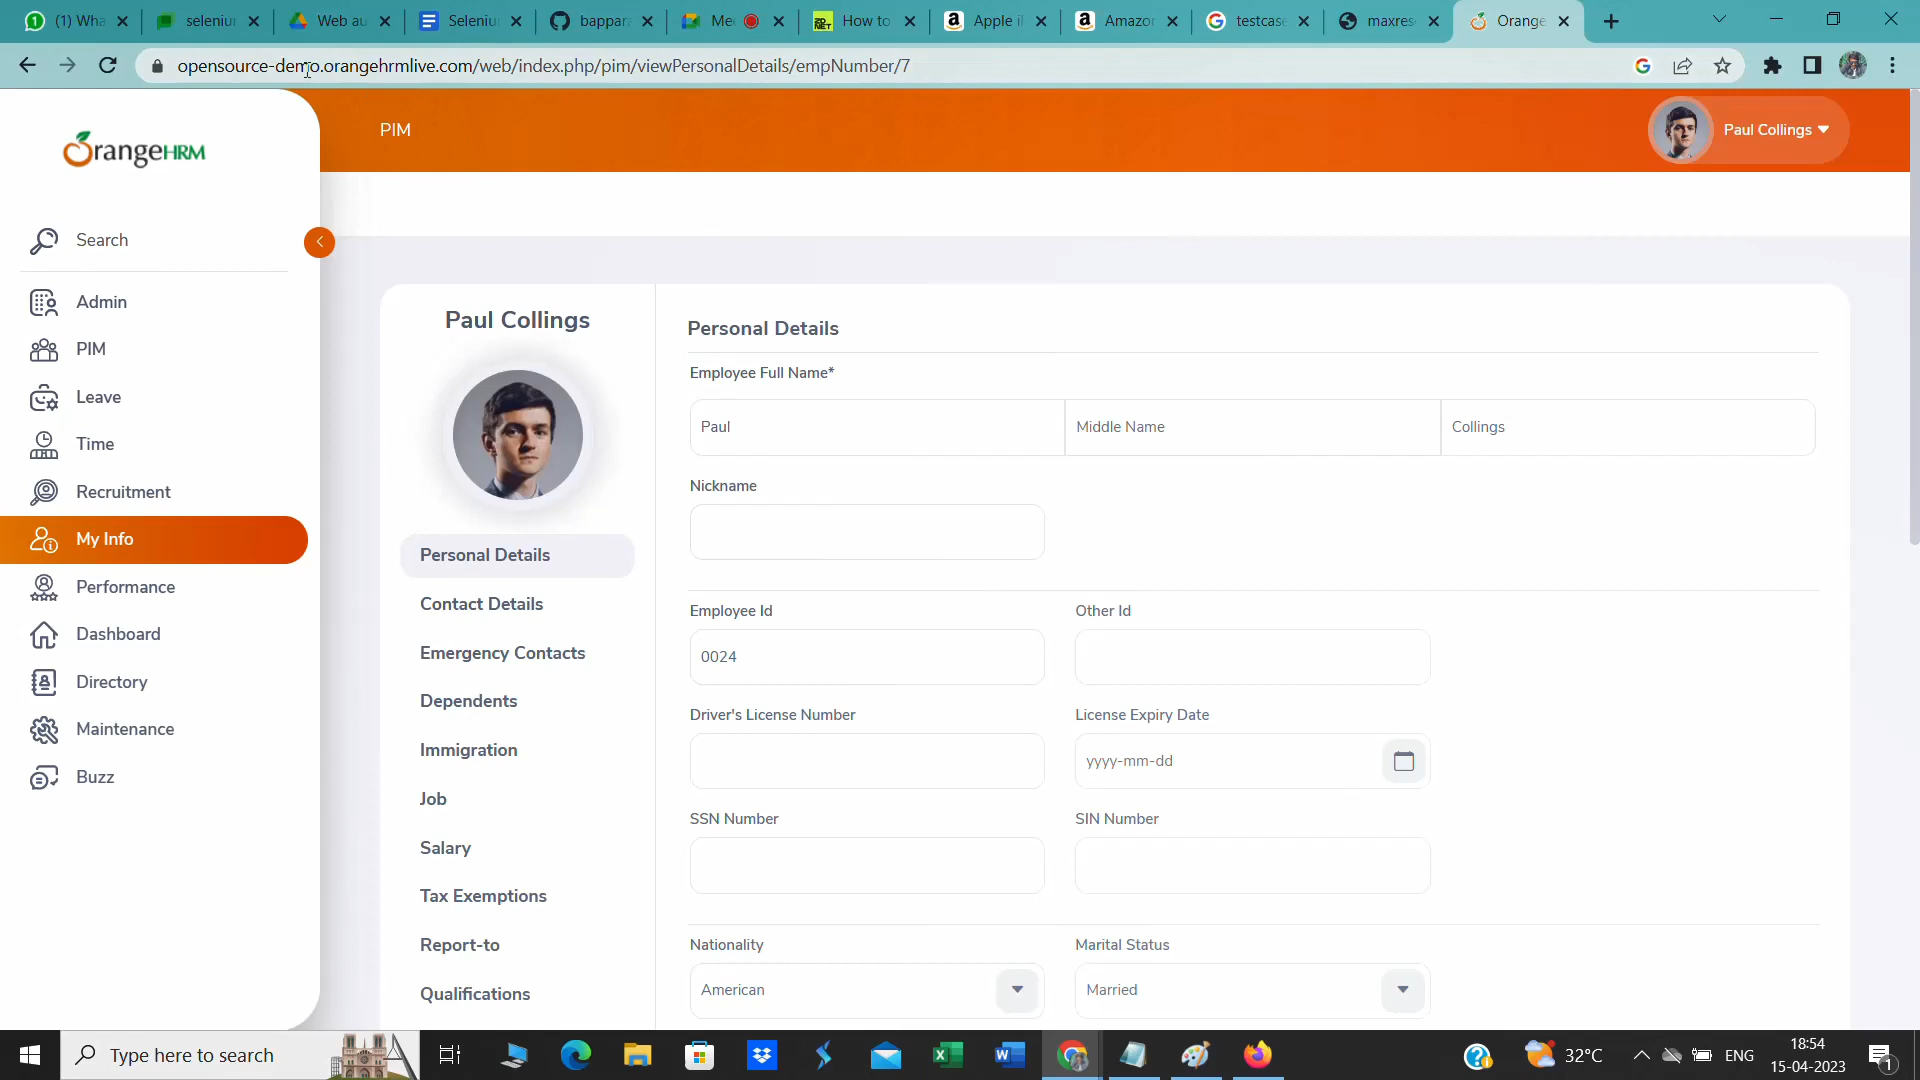 (1) Wha
seleniu
Web au
Seleniu
bappara
Mee
How to
Apple i
Amazon
testcase
maxres
Orange
opensource-demo.orangehrmlive.com/web/index.php/pim/viewPersonalDetails/empNumber/7
OrangeHRM
PIM
Paul Collings
Search
Admin
PIM
Leave
Time
Recruitment
My Info
Performance
Dashboard
Directory
Maintenance
Buzz
Paul Collings
Personal Details
Contact Details
Emergency Contacts
Dependents
Immigration
Job
Salary
Tax Exemptions
Report-to
Qualifications
Personal Details
Employee Full Name*
Paul
Middle Name
Collings
Nickname
Employee Id
Other Id
0024
Driver's License Number
License Expiry Date
yyyy-mm-dd
SSN Number
SIN Number
Nationality
Marital Status
American
Married
Type here to search
32°C
ENG
18:54
15-04-2023
1